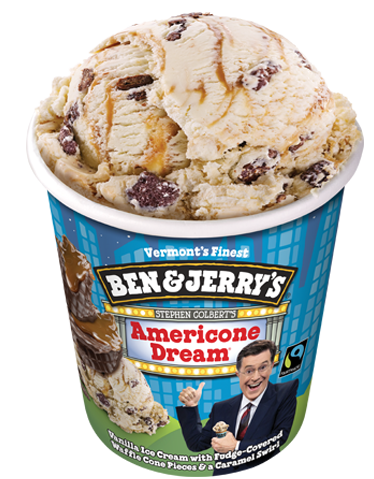 Vermont's Finest
BEN & JERRY'S
STEPHEN COLBERT'S
Americone
Dream®
FAIRTRADE
Vanilla Ice Cream with Fudge-Covered
Waffle Cone Pieces & a Caramel Swirl